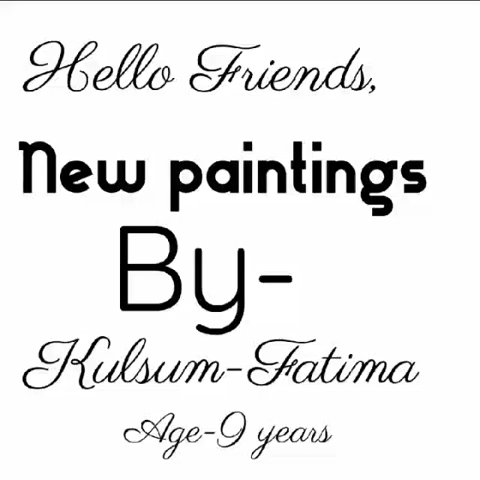 Hello Friends,
New paintings
By-
Kulsum-Fatima
Age-9 years